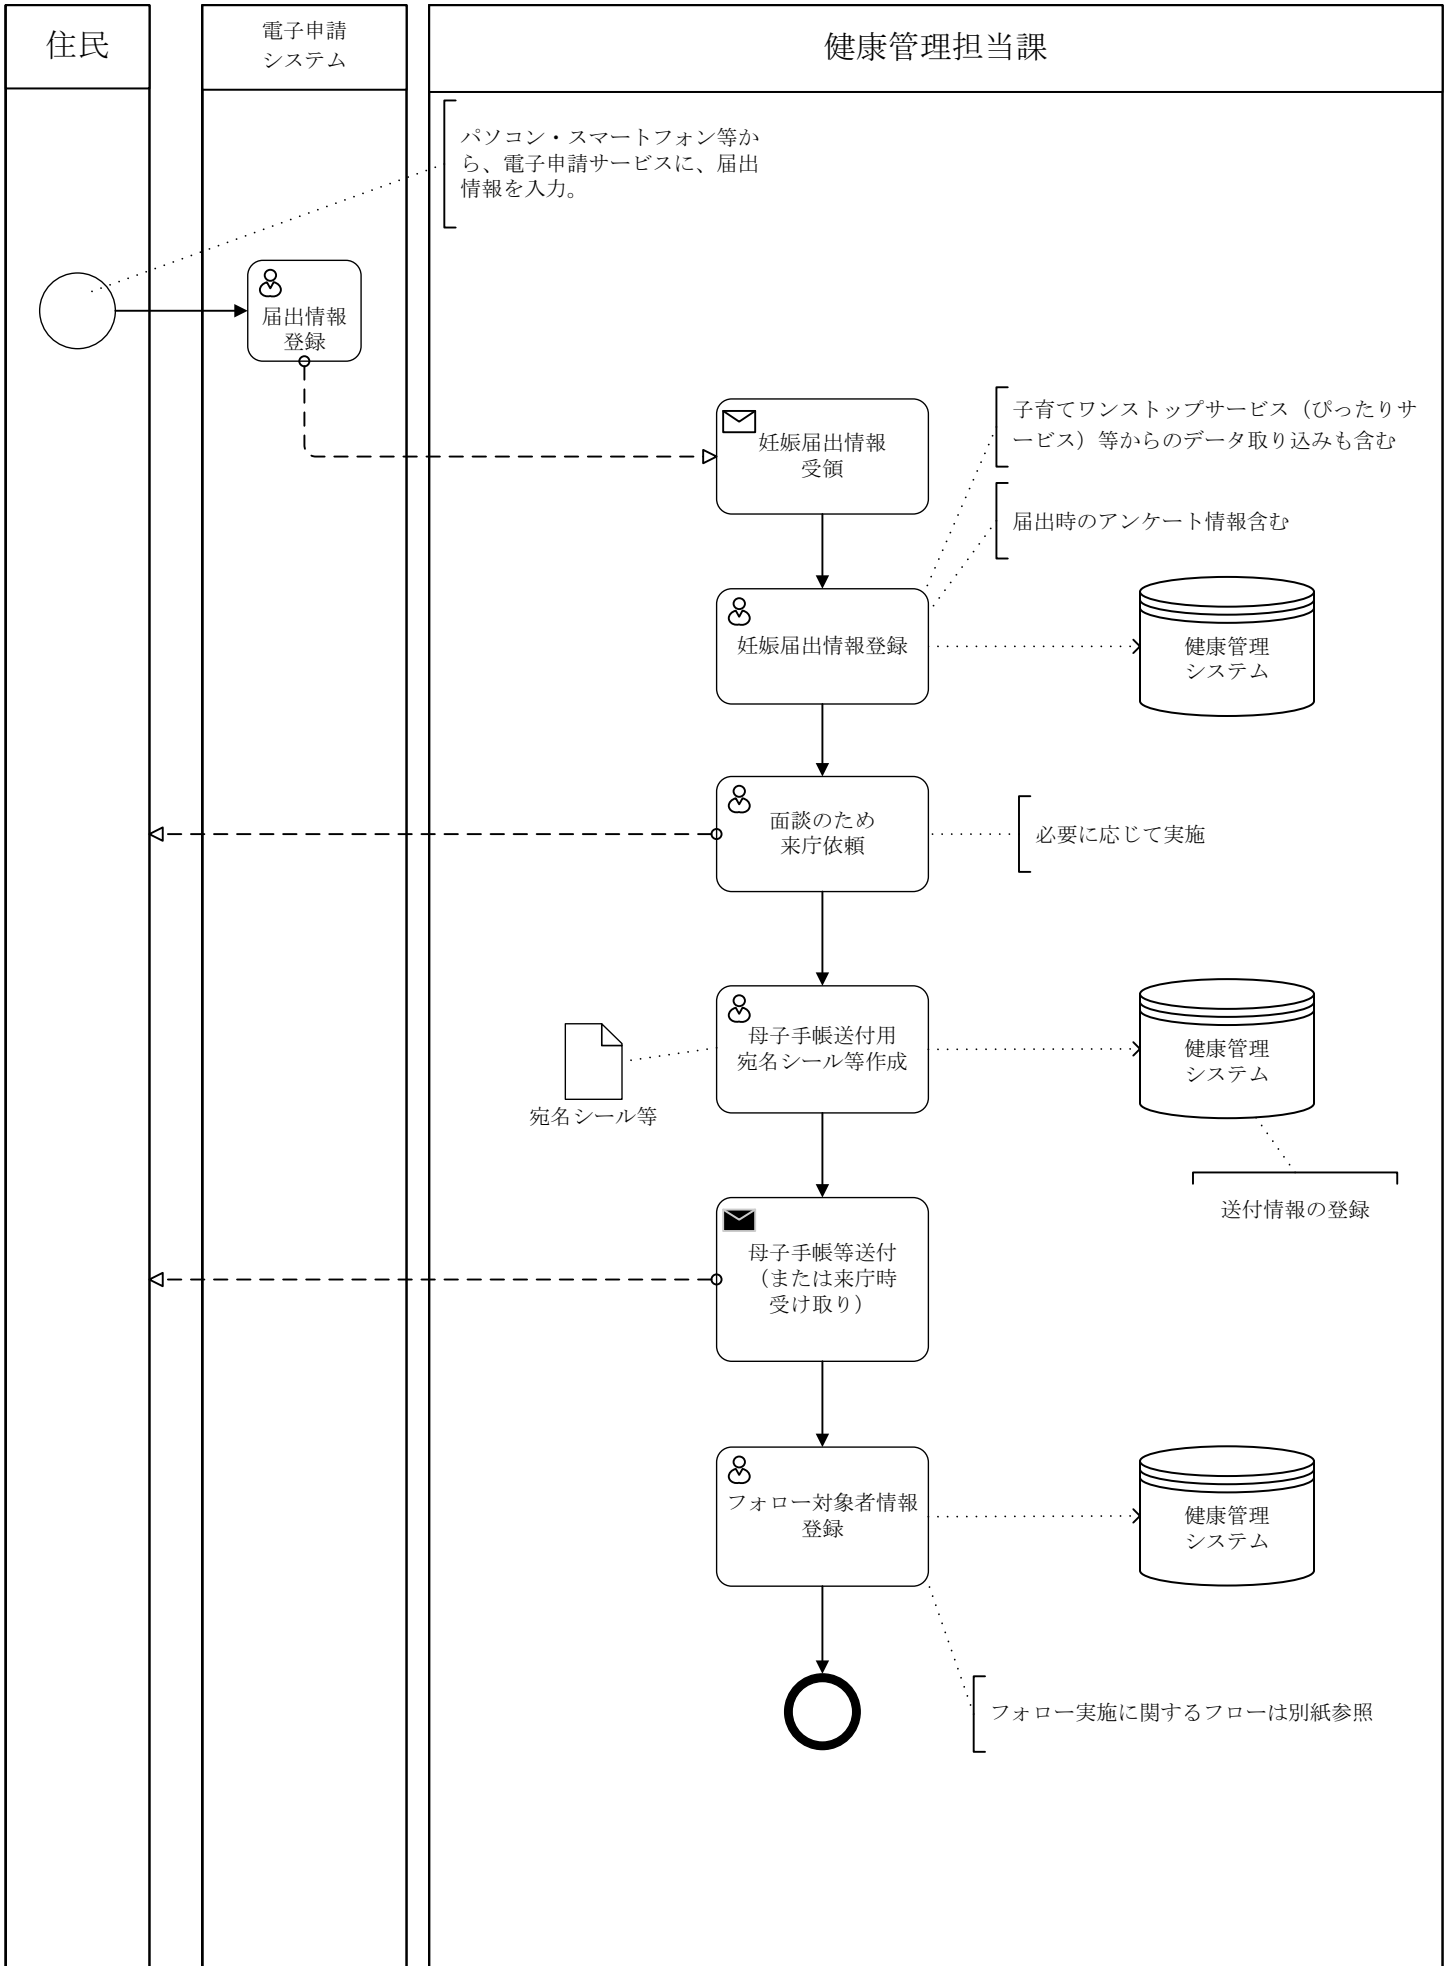 住民
電子申請
システム
健康管理担当課
パソコン・スマートフォン等か
ら、電子申請サービスに、届出
情報を入力。
届出情報
登録
妊娠届出情報
受領
子育てワンストップサービス（ぴったりサ
ービス）等からのデータ取り込みも含む
届出時のアンケート情報含む
妊娠届出情報登録
健康管理
システム
面談のため
来庁依頼
必要に応じて実施
母子手帳送付用
宛名シール等作成
宛名シール等
健康管理
システム
送付情報の登録
母子手帳等送付
（または来庁時
受け取り）
フォロー対象者情報
登録
健康管理
システム
フォロー実施に関するフローは別紙参照